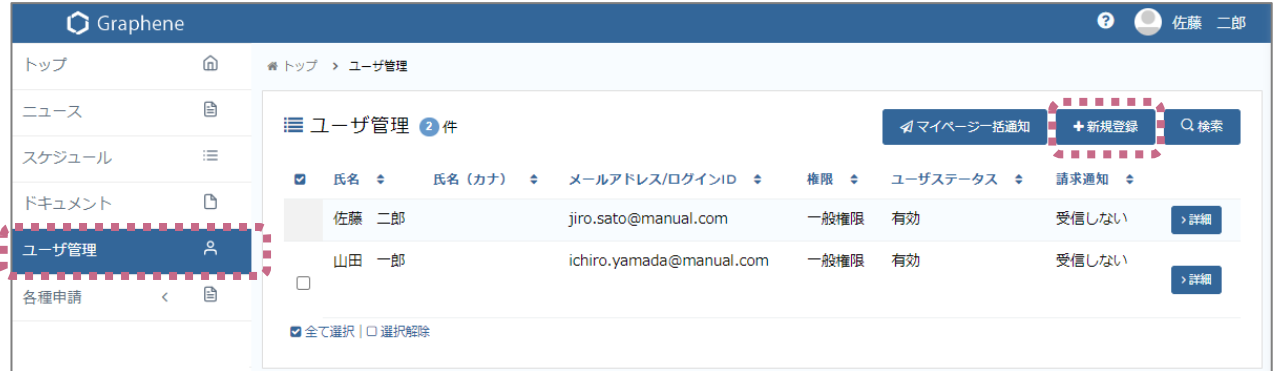 Graphene
佐藤 二郎
トップ
ニュース
スケジュール
ドキュメント
ユーザ管理
各種申請
トップ > ユーザ管理
ユーザ管理 2 件
マイページ一括通知
+新規登録
検索
氏名 氏名（カナ） メールアドレス/ログインID 権限 ユーザステータス 請求通知
佐藤 二郎 jiro.sato@manual.com 一般権限 有効 受信しない >詳細
山田 一郎 ichiro.yamada@manual.com 一般権限 有効 受信しない >詳細
全て選択 | 選択解除